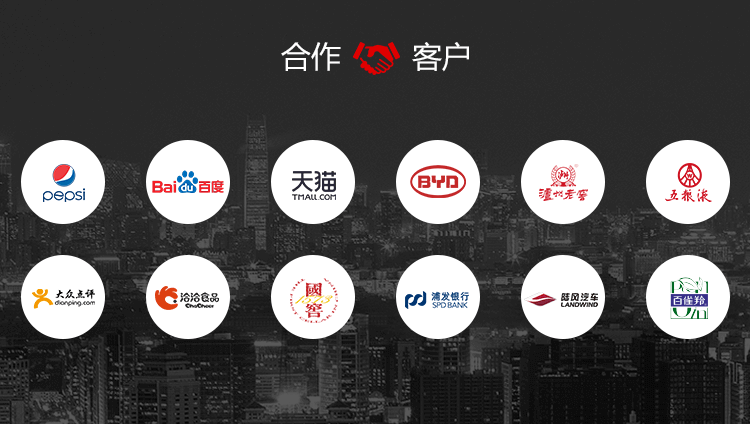 合作 客户
pepsi
Bai du 百度
天猫
TMALL.COM
BYD
泸州老窖
五粮液
大众点评
dianping.com
洽洽食品
ChaCheer
國窖
1573
浦发银行
SPD BANK
陆风汽车
LANDWIND
百雀羚